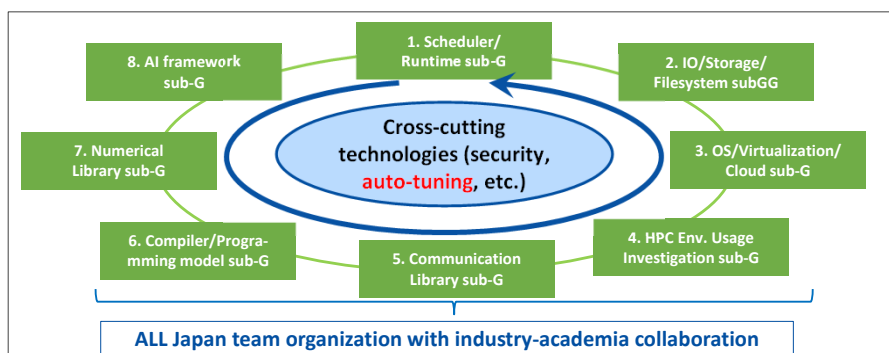 1. Scheduler/
Runtime sub-G
2. IO/Storage/
Filesystem subGG
3. OS/Virtualization/
Cloud sub-G
4. HPC Env. Usage
Investigation sub-G
5. Communication
Library sub-G
6. Compiler/Progra-
mming model sub-G
7. Numerical
Library sub-G
8. AI framework
sub-G
Cross-cutting
technologies (security,
auto-tuning, etc.)
ALL Japan team organization with industry-academia collaboration